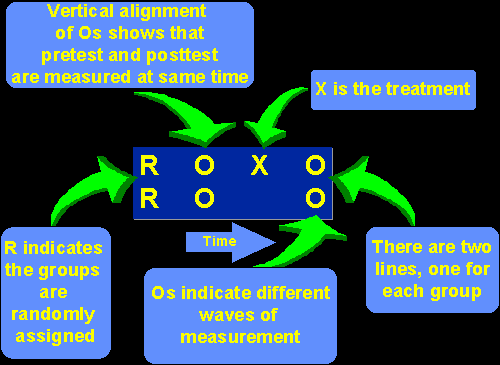 Vertical alignment
of Os shows that
pretest and posttest
are measured at same time
X is the treatment
R O X O
R O O
Time
R indicates
the groups
are
randomly
assigned
Os indicate different
waves of
measurement
There are two
lines, one for
each group